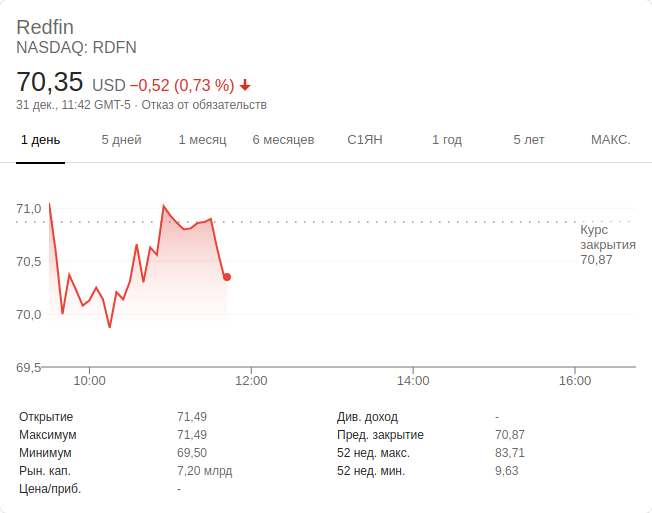 Redfin
NASDAQ: RDFN
70,35 USD −0,52 (0,73 %)
31 дек., 11:42 GMT-5 · Отказ от обязательств
1 день 5 дней 1 месяц 6 месяцев С1ЯН 1 год 5 лет МАКС.
71,0
Курс
закрытия
70,87
70,5
70,0
69,5
10:00 12:00 14:00 16:00
Открытие 71,49 Див. доход -
Максимум 71,49 Пред. закрытие 70,87
Минимум 69,50 52 нед. макс. 83,71
Рын. кап. 7,20 млрд 52 нед. мин. 9,63
Цена/приб. -